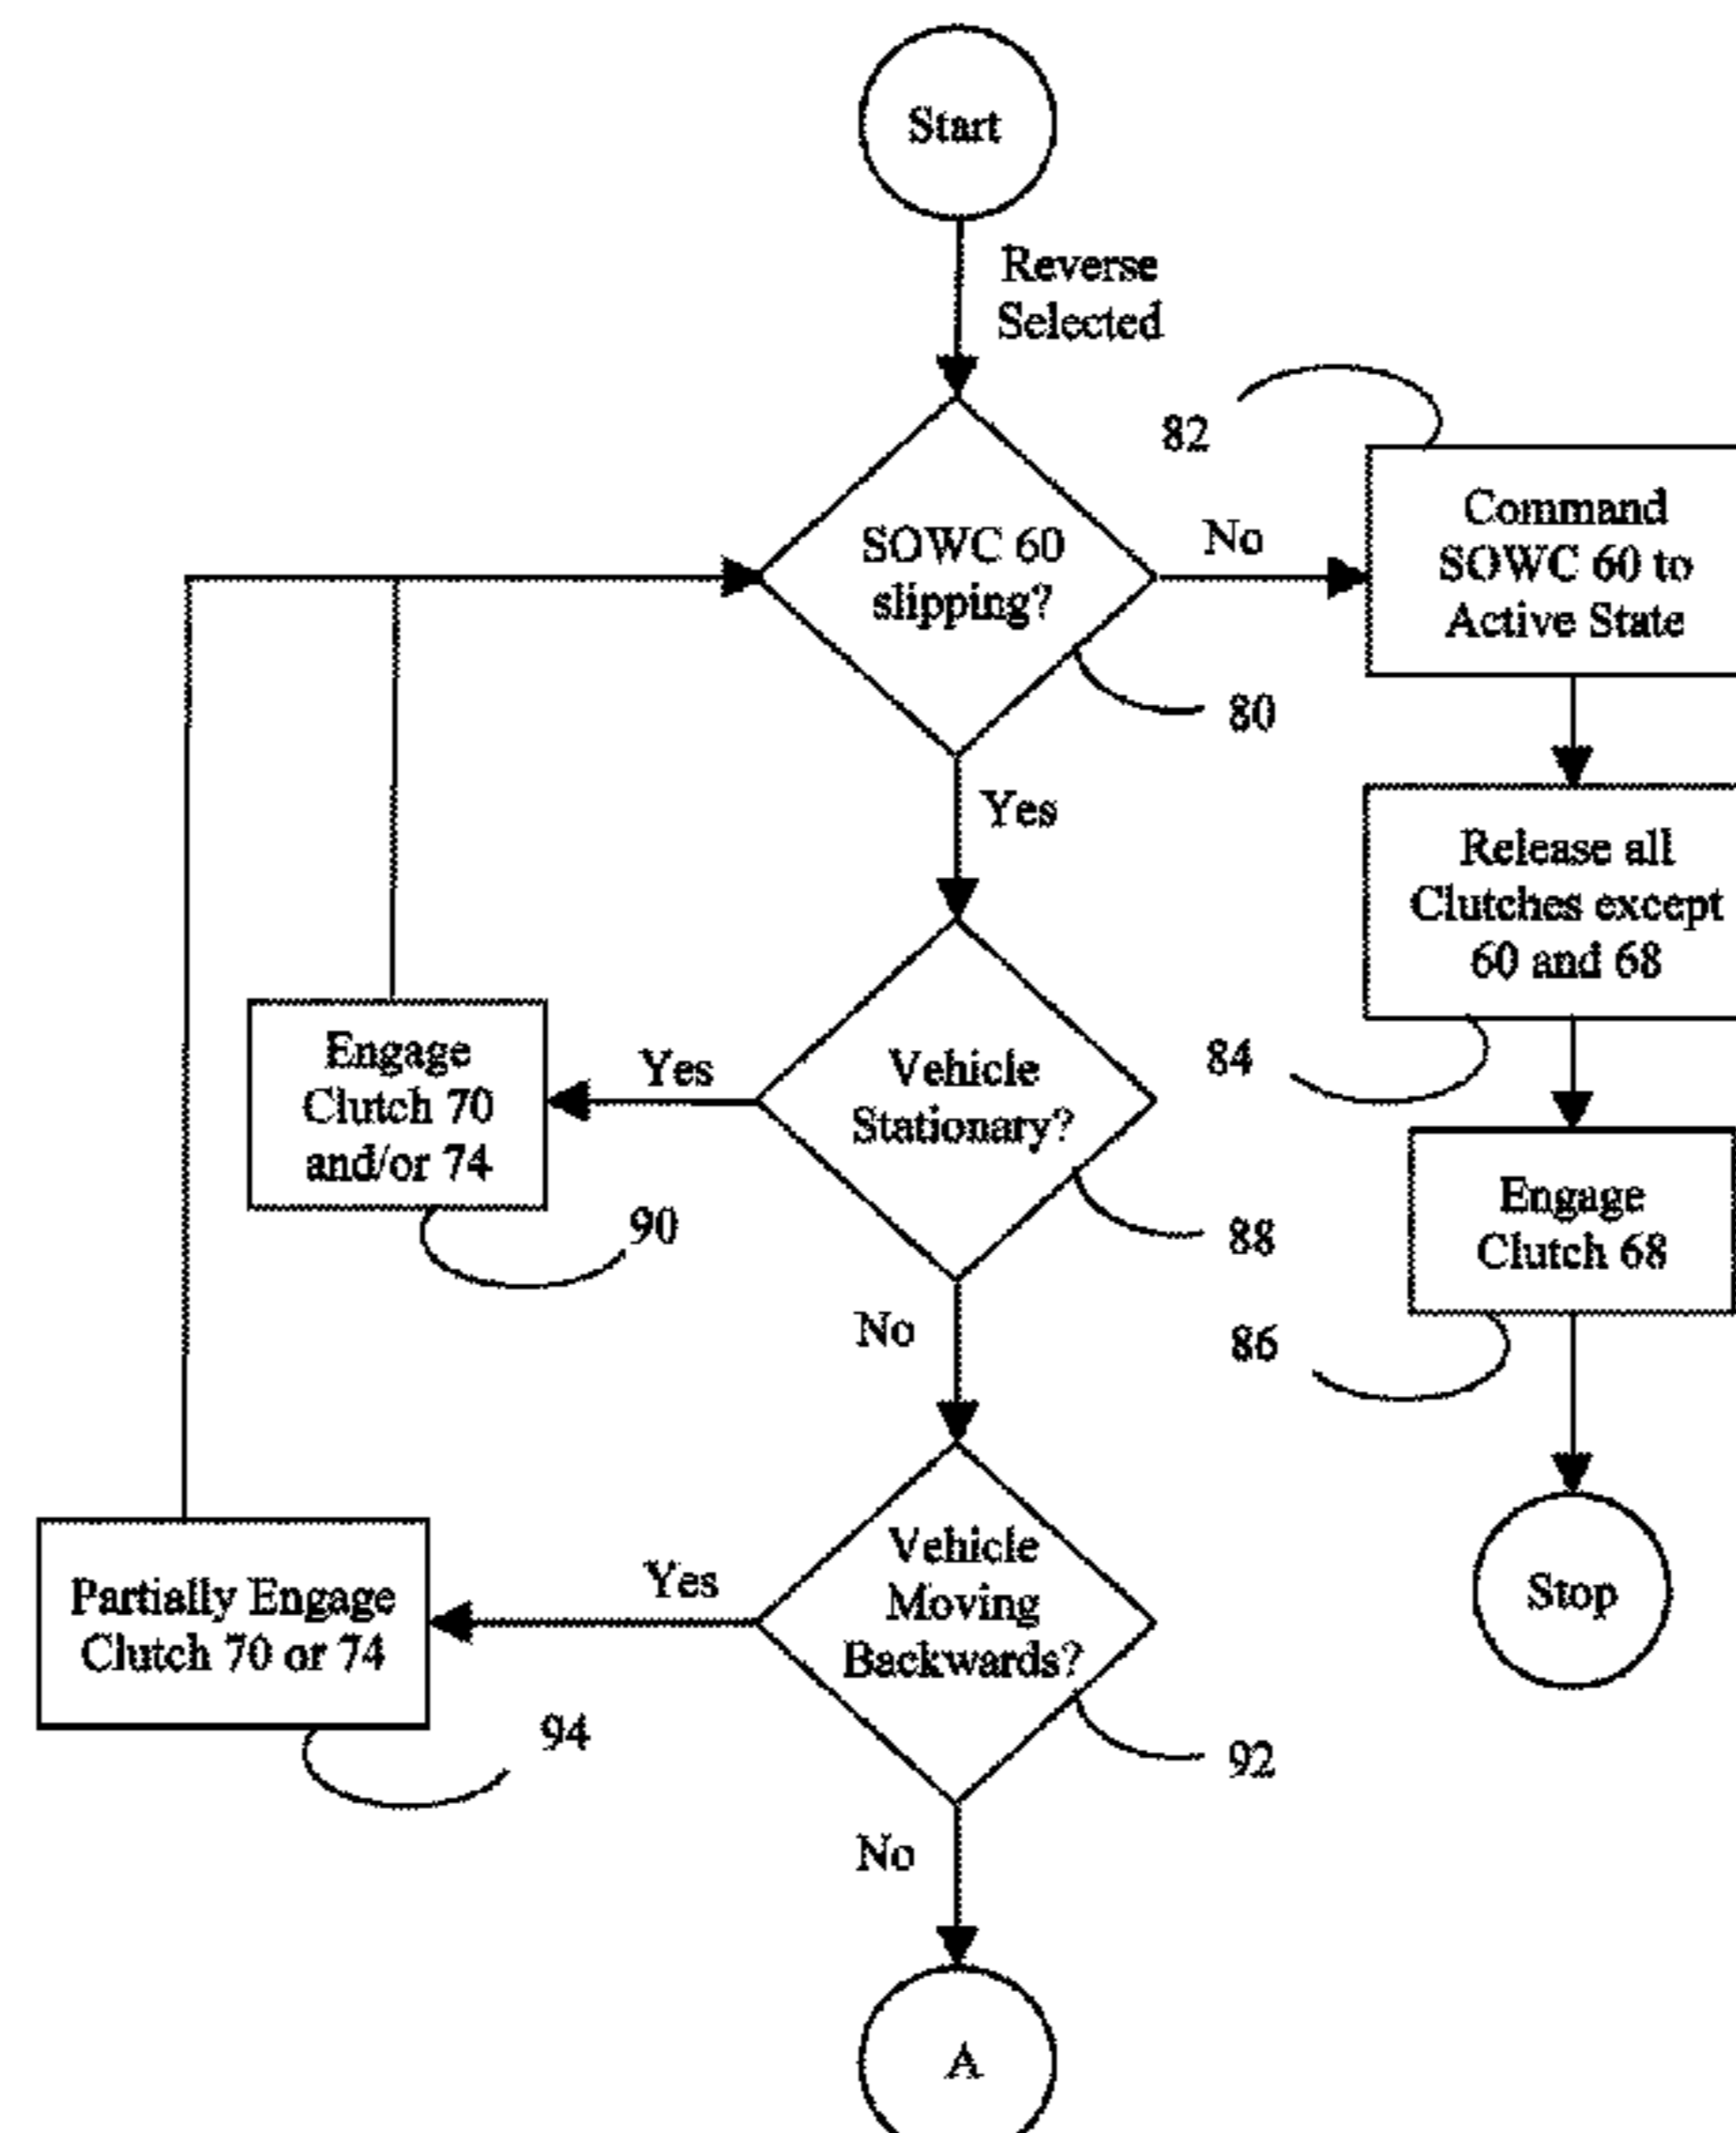 Start
Reverse
Selected
82
Command
SOWC 60 to
Active State
SOWC 60
slipping?
No
80
Yes
Release all
Clutches except
60 and 68
84
Engage
Clutch 70
and/or 74
90
Yes
Vehicle
Stationary?
88
Engage
Clutch 68
86
No
Vehicle
Moving
Backwards?
Yes
92
Partially Engage
Clutch 70 or 74
94
Stop
No
A